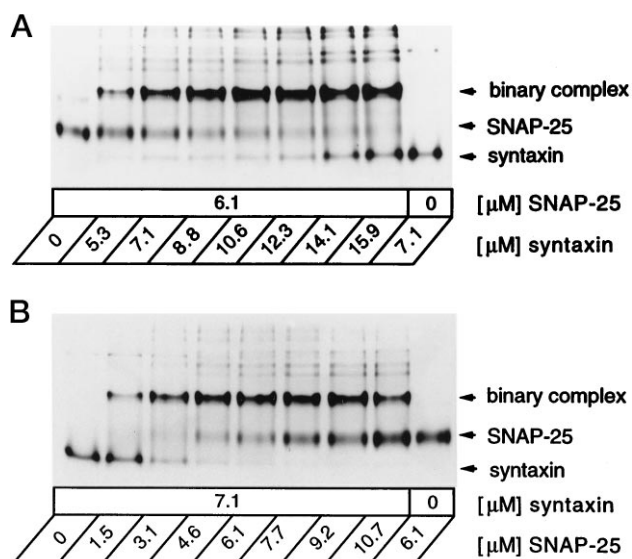 A
binary complex
SNAP-25
syntaxin
6.1 0 [μM] SNAP-25
0 5.3 7.1 8.8 10.6 12.3 14.1 15.9 7.1 [μM] syntaxin
B
binary complex
SNAP-25
syntaxin
7.1 0 [μM] syntaxin
0 1.5 3.1 4.6 6.1 7.7 9.2 10.7 6.1 [μM] SNAP-25